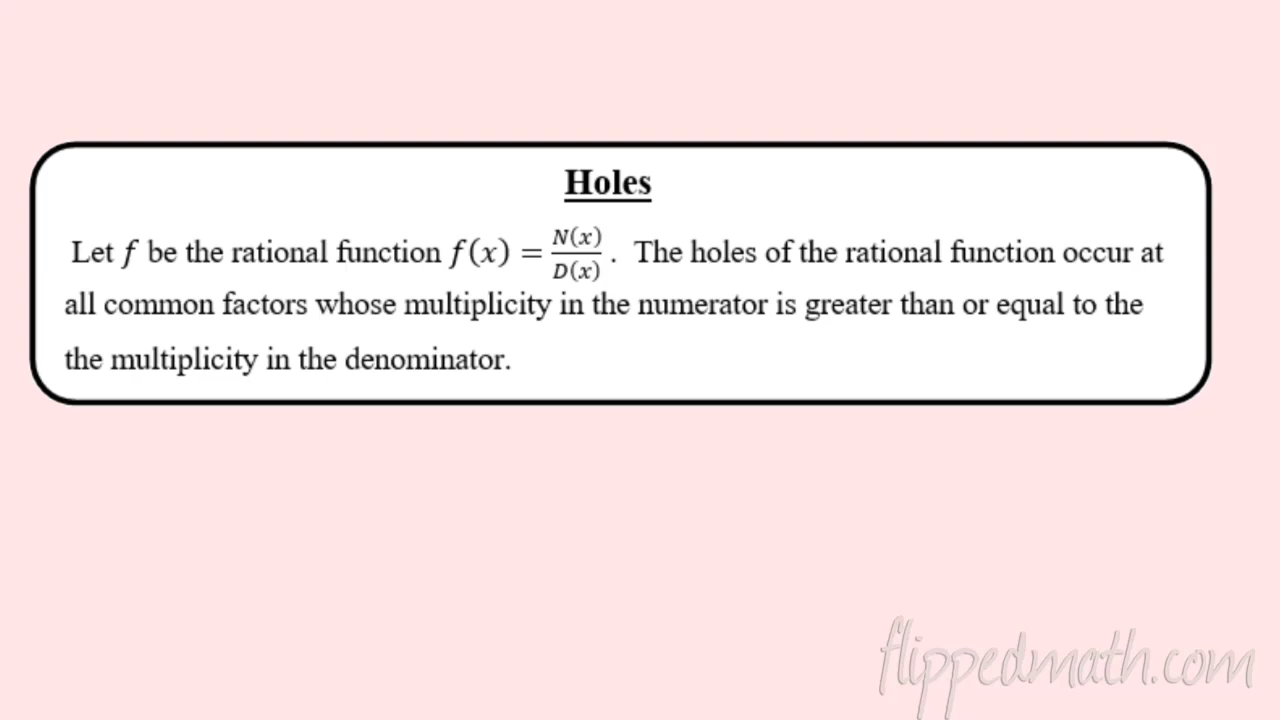 Holes
Let f be the rational function f(x) = N(x)/D(x) . The holes of the rational function occur at
all common factors whose multiplicity in the numerator is greater than or equal to the
the multiplicity in the denominator.
flippedmath.com